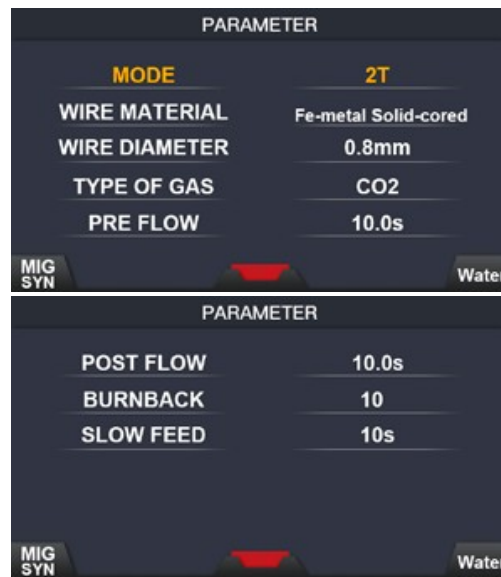 PARAMETER
MODE 2T
WIRE MATERIAL Fe-metal Solid-cored
WIRE DIAMETER 0.8mm
TYPE OF GAS CO2
PRE FLOW 10.0s
MIG
SYN
Water
PARAMETER
POST FLOW 10.0s
BURNBACK 10
SLOW FEED 10s
MIG
SYN
Water